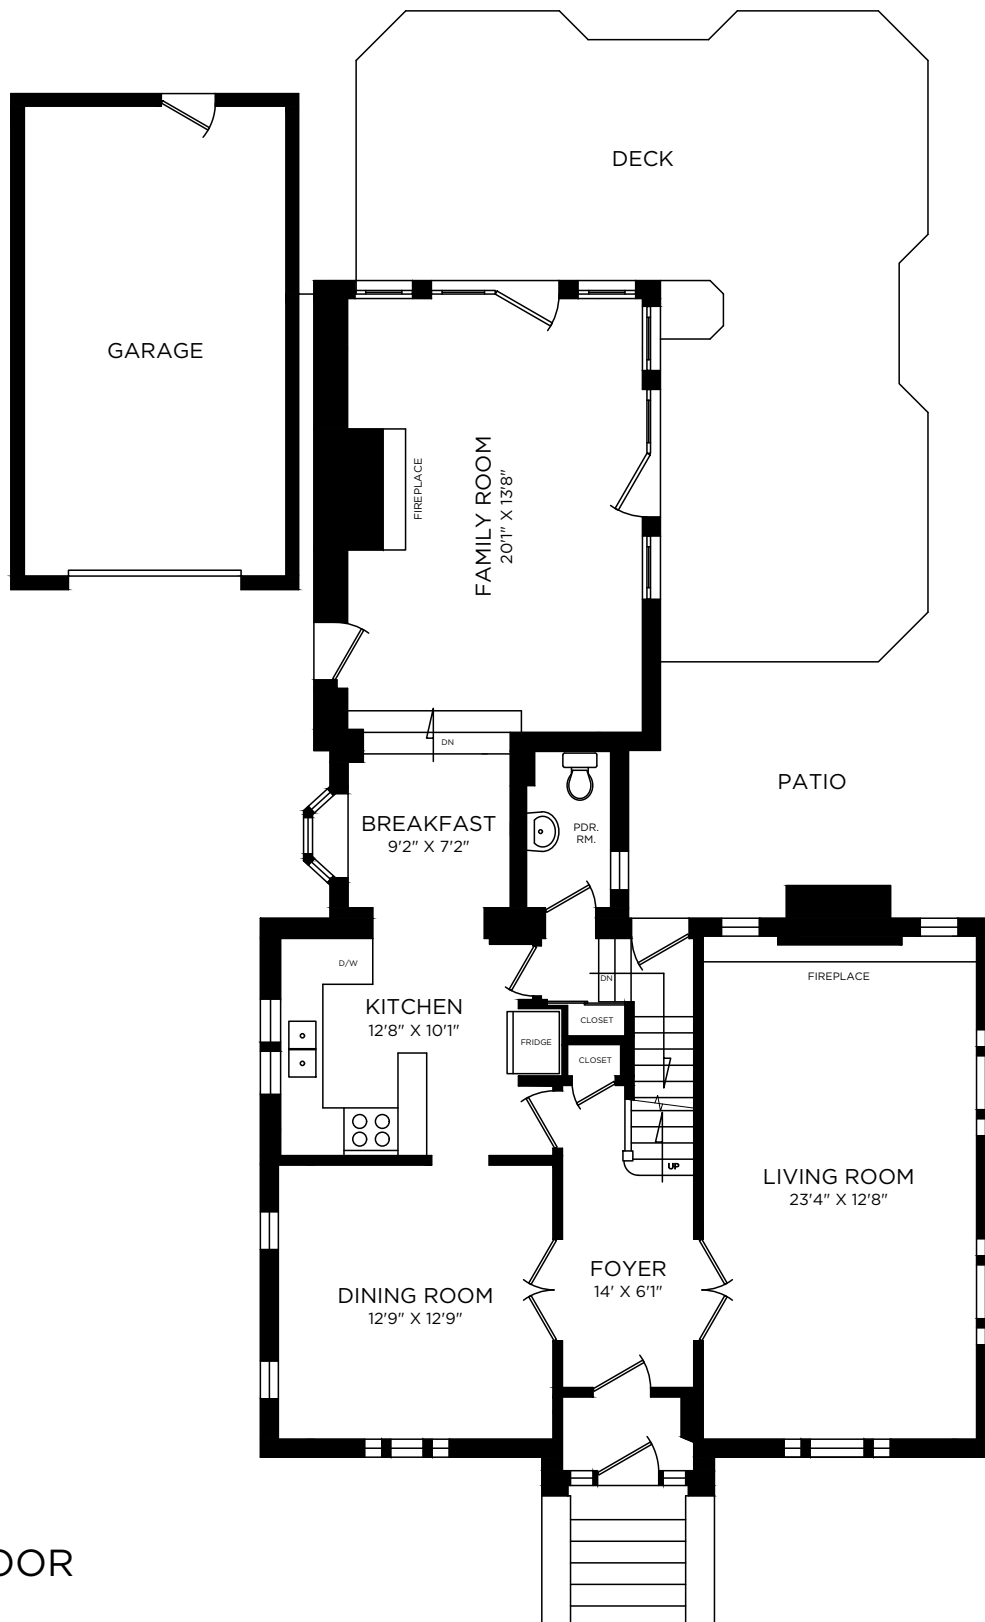 DECK
GARAGE
FIREPLACE
FAMILY ROOM
20'1" X 13'8"
DN
PATIO
BREAKFAST
9'2" X 7'2"
PDR.
RM.
D/W
KITCHEN
12'8" X 10'1"
DN
CLOSET
FRIDGE
CLOSET
FIREPLACE
UP
LIVING ROOM
23'4" X 12'8"
FOYER
14' X 6'1"
DINING ROOM
12'9" X 12'9"
OOR